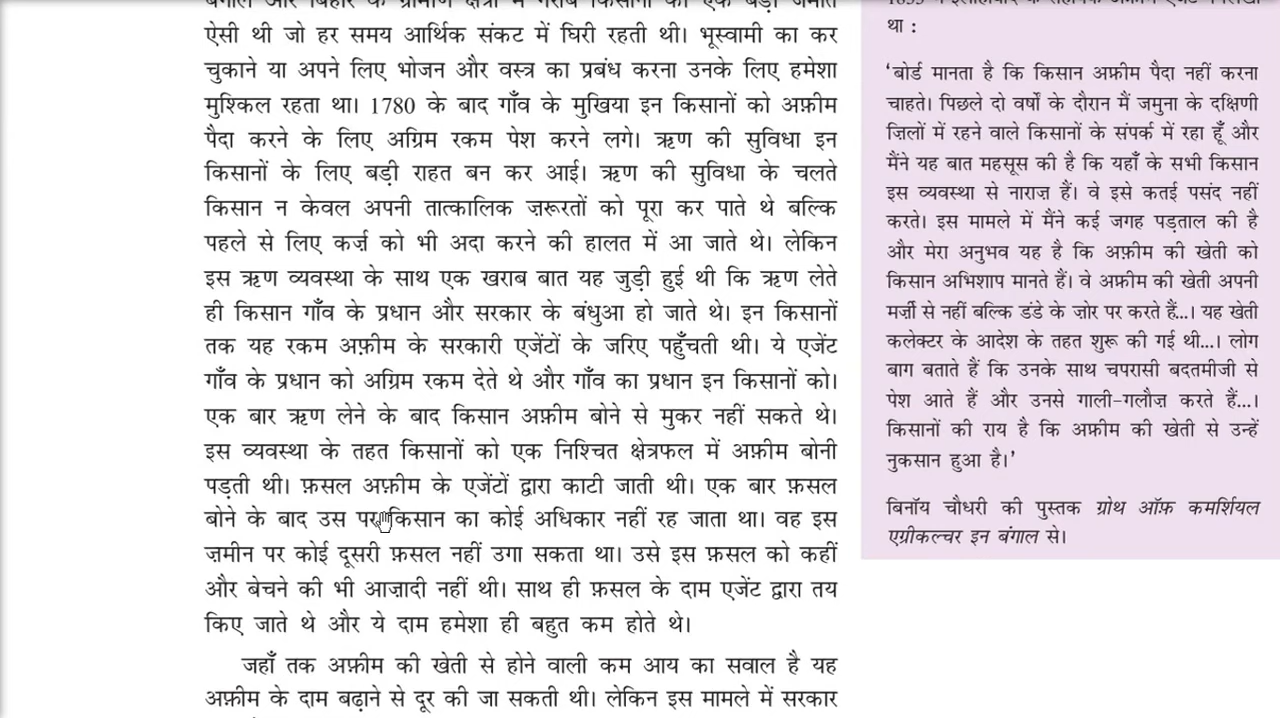 बंगाल और बिहार के ग्रामीण क्षेत्रों में गरीब किसानों की एक बड़ी जमात
ऐसी थी जो हर समय आर्थिक संकट में घिरी रहती थी। भूस्वामी का कर
चुकाने या अपने लिए भोजन और वस्त्र का प्रबंध करना उनके लिए हमेशा
मुश्किल रहता था। 1780 के बाद गाँव के मुखिया इन किसानों को अफ़ीम
पैदा करने के लिए अग्रिम रकम पेश करने लगे। ऋण की सुविधा इन
किसानों के लिए बड़ी राहत बन कर आई। ऋण की सुविधा के चलते
किसान न केवल अपनी तात्कालिक ज़रूरतों को पूरा कर पाते थे बल्कि
पहले से लिए कर्ज़ को भी अदा करने की हालत में आ जाते थे। लेकिन
इस ऋण व्यवस्था के साथ एक खराब बात यह जुड़ी हुई थी कि ऋण लेते
ही किसान गाँव के प्रधान और सरकार के बंधुआ हो जाते थे। इन किसानों
तक यह रकम अफ़ीम के सरकारी एजेंटों के जरिए पहुँचती थी। ये एजेंट
गाँव के प्रधान को अग्रिम रकम देते थे और गाँव का प्रधान इन किसानों को।
एक बार ऋण लेने के बाद किसान अफ़ीम बोने से मुकर नहीं सकते थे।
इस व्यवस्था के तहत किसानों को एक निश्चित क्षेत्रफल में अफ़ीम बोनी
पड़ती थी। फ़सल अफ़ीम के एजेंटों द्वारा काटी जाती थी। एक बार फ़सल
बोने के बाद उस पर किसान का कोई अधिकार नहीं रह जाता था। वह इस
ज़मीन पर कोई दूसरी फ़सल नहीं उगा सकता था। उसे इस फ़सल को कहीं
और बेचने की भी आज़ादी नहीं थी। साथ ही फ़सल के दाम एजेंट द्वारा तय
किए जाते थे और ये दाम हमेशा ही बहुत कम होते थे।
जहाँ तक अफ़ीम की खेती से होने वाली कम आय का सवाल है यह
अफ़ीम के दाम बढ़ाने से दूर की जा सकती थी। लेकिन इस मामले में सरकार
था :
‘बोर्ड मानता है कि किसान अफ़ीम पैदा नहीं करना
चाहते। पिछले दो वर्षों के दौरान मैं जमुना के दक्षिणी
ज़िलों में रहने वाले किसानों के संपर्क में रहा हूँ और
मैंने यह बात महसूस की है कि यहाँ के सभी किसान
इस व्यवस्था से नाराज़ हैं। वे इसे कतई पसंद नहीं
करते। इस मामले में मैंने कई जगह पड़ताल की है
और मेरा अनुभव यह है कि अफ़ीम की खेती को
किसान अभिशाप मानते हैं। वे अफ़ीम की खेती अपनी
मर्ज़ी से नहीं बल्कि डंडे के ज़ोर पर करते हैं...। यह खेती
कलेक्टर के आदेश के तहत शुरू की गई थी...। लोग
बाग बताते हैं कि उनके साथ चपरासी बदतमीजी से
पेश आते हैं और उनसे गाली-गलौज़ करते हैं...।
किसानों की राय है कि अफ़ीम की खेती से उन्हें
नुकसान हुआ है।’
बिनॉय चौधरी की पुस्तक ग्रोथ ऑफ़ कमर्शियल
एग्रीकल्चर इन बंगाल से।